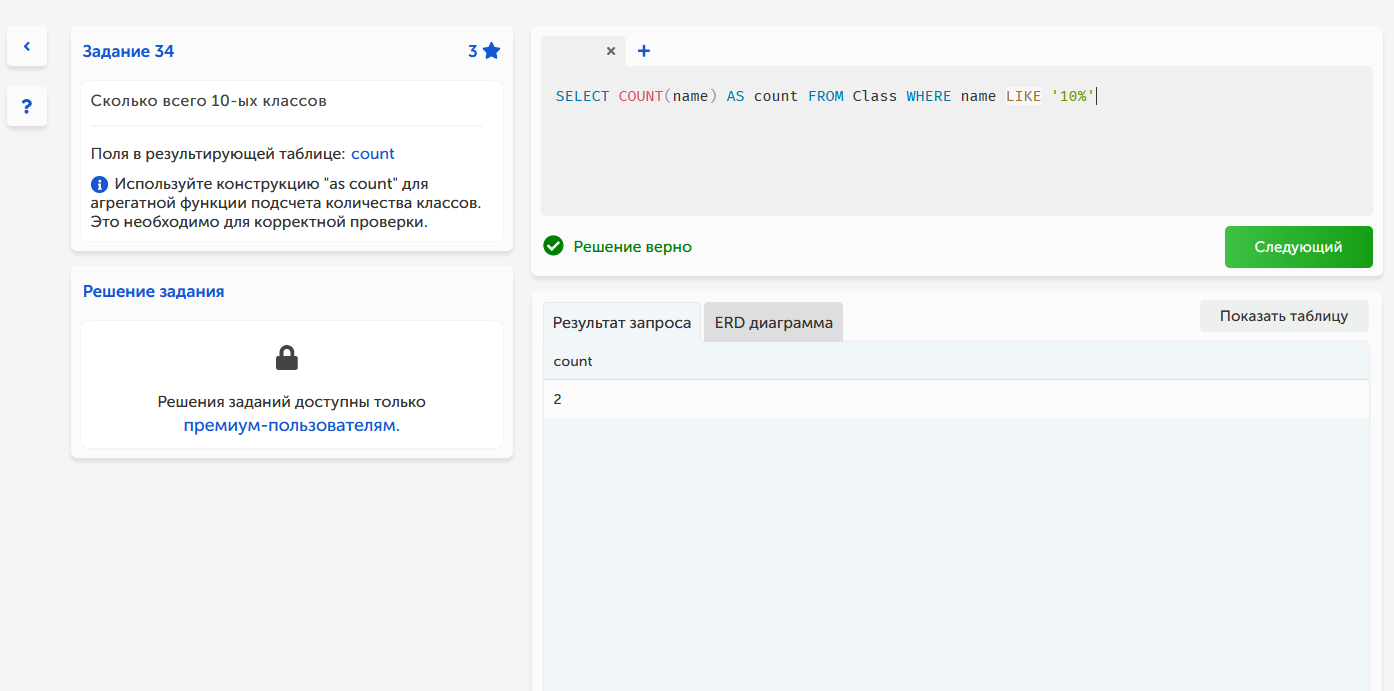 Задание 34
3
Сколько всего 10-ых классов
Поля в результирующей таблице: count
Используйте конструкцию "as count" для
агрегатной функции подсчета количества классов.
Это необходимо для корректной проверки.
Решение задания
Решения заданий доступны только
премиум-пользователям.
?
× +
SELECT COUNT(name) AS count FROM Class WHERE name LIKE '10%'
Решение верно
Следующий
Результат запроса
ERD диаграмма
Показать таблицу
count
2